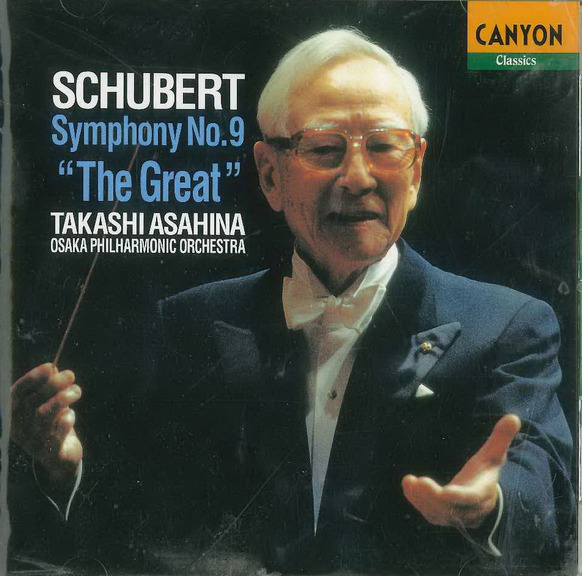 CANYON
Classics
SCHUBERT
Symphony No.9
“The Great”
TAKASHI ASAHINA
OSAKA PHILHARMONIC ORCHESTRA